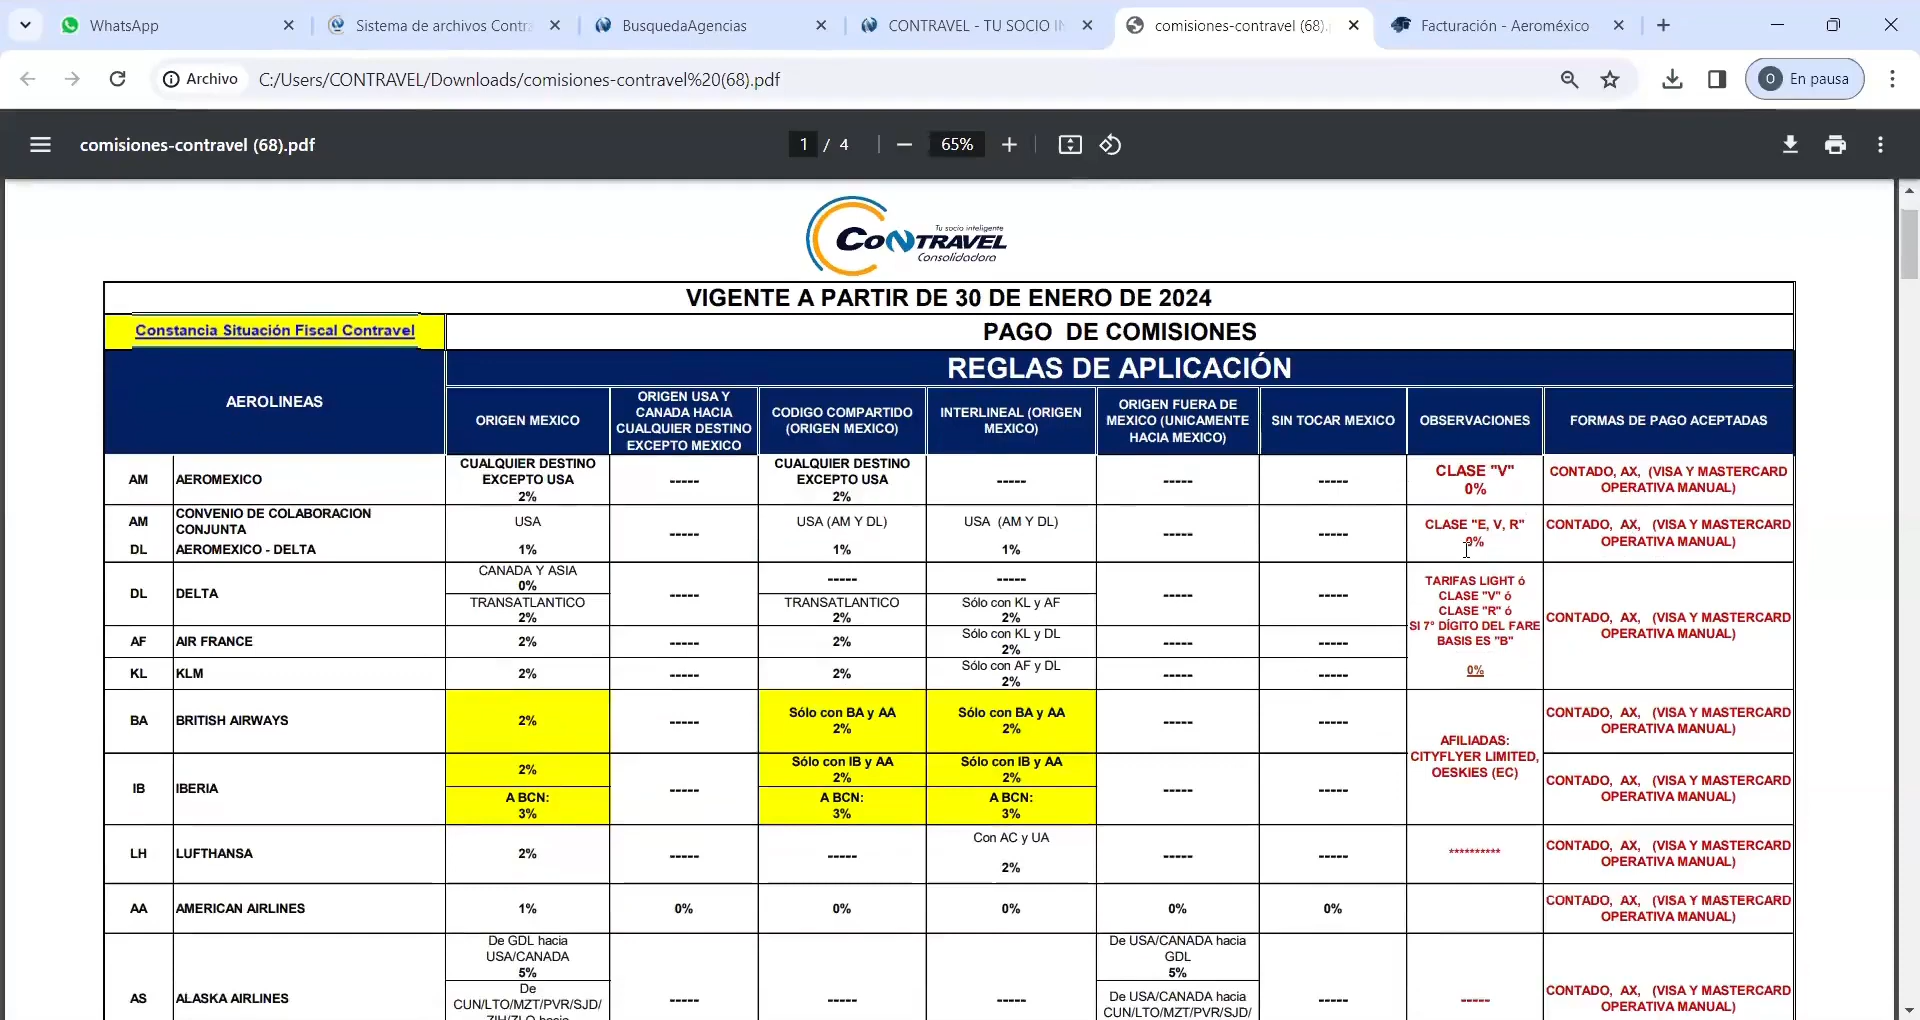 WhatsApp
Sistema de archivos Contra
BusquedaAgencias
CONTRAVEL - TU SOCIO IN
comisiones-contravel (68).
Facturación - Aeroméxico
Archivo
C:/Users/CONTRAVEL/Downloads/comisiones-contravel%20(68).pdf
O
En pausa
comisiones-contravel (68).pdf
1 / 4
65%
Tu socio inteligente
CONTRAVEL
Consolidadora
VIGENTE A PARTIR DE 30 DE ENERO DE 2024
Constancia Situación Fiscal Contravel
PAGO DE COMISIONES
AEROLINEAS
REGLAS DE APLICACIÓN
ORIGEN MEXICO
ORIGEN USA Y
CANADA HACIA
CUALQUIER DESTINO
EXCEPTO MEXICO
CODIGO COMPARTIDO
(ORIGEN MEXICO)
INTERLINEAL (ORIGEN
MEXICO)
ORIGEN FUERA DE
MEXICO (UNICAMENTE
HACIA MEXICO)
SIN TOCAR MEXICO
OBSERVACIONES
FORMAS DE PAGO ACEPTADAS
AM
AEROMEXICO
CUALQUIER DESTINO
EXCEPTO USA
2%
-----
CUALQUIER DESTINO
EXCEPTO USA
2%
-----
-----
-----
CLASE "V"
0%
CONTADO, AX, (VISA Y MASTERCARD
OPERATIVA MANUAL)
AM
CONVENIO DE COLABORACION
CONJUNTA
DL
AEROMEXICO - DELTA
USA
1%
-----
USA (AM Y DL)
1%
USA (AM Y DL)
1%
-----
-----
CLASE "E, V, R"
0%
CONTADO, AX, (VISA Y MASTERCARD
OPERATIVA MANUAL)
DL
DELTA
CANADA Y ASIA
0%
TRANSATLANTICO
2%
-----
-----
TRANSATLANTICO
2%
-----
Sólo con KL y AF
2%
-----
-----
TARIFAS LIGHT ó
CLASE "V" ó
CLASE "R" ó
SI 7° DÍGITO DEL FARE
BASIS ES "B"
0%
CONTADO, AX, (VISA Y MASTERCARD
OPERATIVA MANUAL)
AF
AIR FRANCE
2%
-----
2%
Sólo con KL y DL
2%
-----
-----
KL
KLM
2%
-----
2%
Sólo con AF y DL
2%
-----
-----
BA
BRITISH AIRWAYS
2%
-----
Sólo con BA y AA
2%
Sólo con BA y AA
2%
-----
-----
AFILIADAS:
CITYFLYER LIMITED,
OESKIES (EC)
CONTADO, AX, (VISA Y MASTERCARD
OPERATIVA MANUAL)
IB
IBERIA
2%
A BCN:
3%
-----
Sólo con IB y AA
2%
A BCN:
3%
Sólo con IB y AA
2%
A BCN:
3%
-----
-----
CONTADO, AX, (VISA Y MASTERCARD
OPERATIVA MANUAL)
LH
LUFTHANSA
2%
-----
-----
Con AC y UA
2%
-----
-----
**********
CONTADO, AX, (VISA Y MASTERCARD
OPERATIVA MANUAL)
AA
AMERICAN AIRLINES
1%
0%
0%
0%
0%
0%
CONTADO, AX, (VISA Y MASTERCARD
OPERATIVA MANUAL)
AS
ALASKA AIRLINES
De GDL hacia
USA/CANADA
5%
De
CUN/LTO/MZT/PVR/SJD/
ZIH/ZLO hacia
-----
-----
-----
De USA/CANADA hacia
GDL
5%
De USA/CANADA hacia
CUN/LTO/MZT/PVR/SJD/
-----
-----
CONTADO, AX, (VISA Y MASTERCARD
OPERATIVA MANUAL)